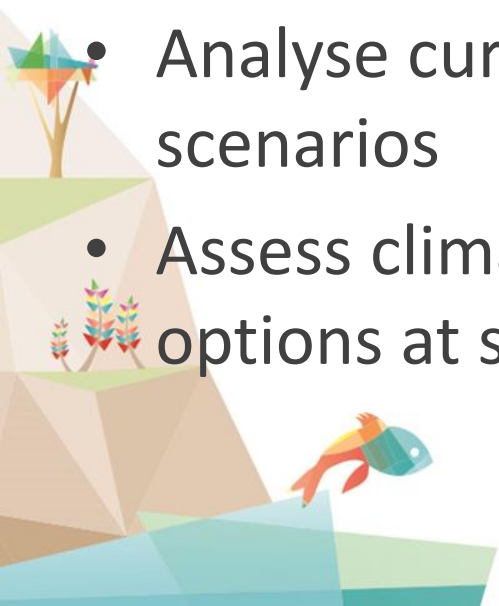 • Analyse cur
scenarios
• Assess clim
options at s